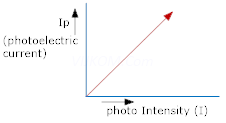 Ip
(photoelectric
current)
photo Intensity (I)